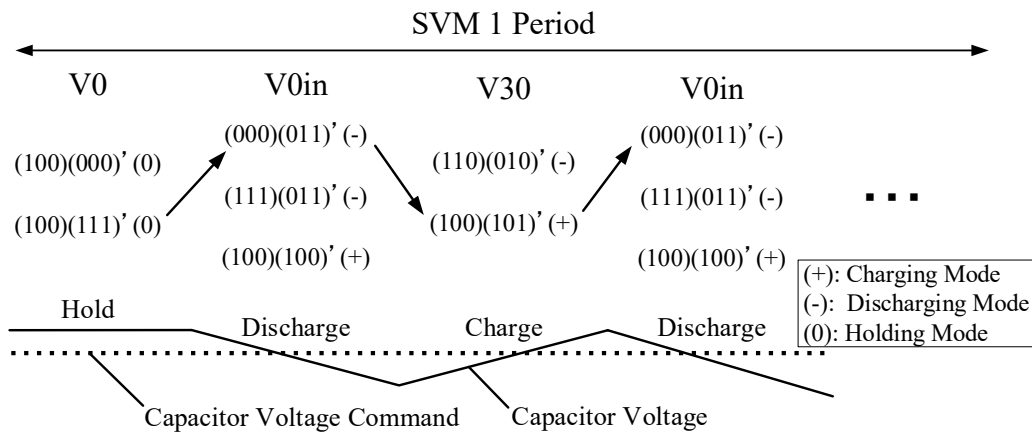 SVM 1 Period
V0 V0in V30 V0in
(000)(011)’(-) (000)(011)’(-)
(100)(000)’(0) (110)(010)’(-)
(111)(011)’(-) (111)(011)’(-)
(100)(111)’(0) (100)(101)’(+)
(100)(100)’(+) (100)(100)’(+)
...
(+): Charging Mode
(-): Discharging Mode
(0): Holding Mode
Hold Discharge Charge Discharge
Capacitor Voltage Command Capacitor Voltage